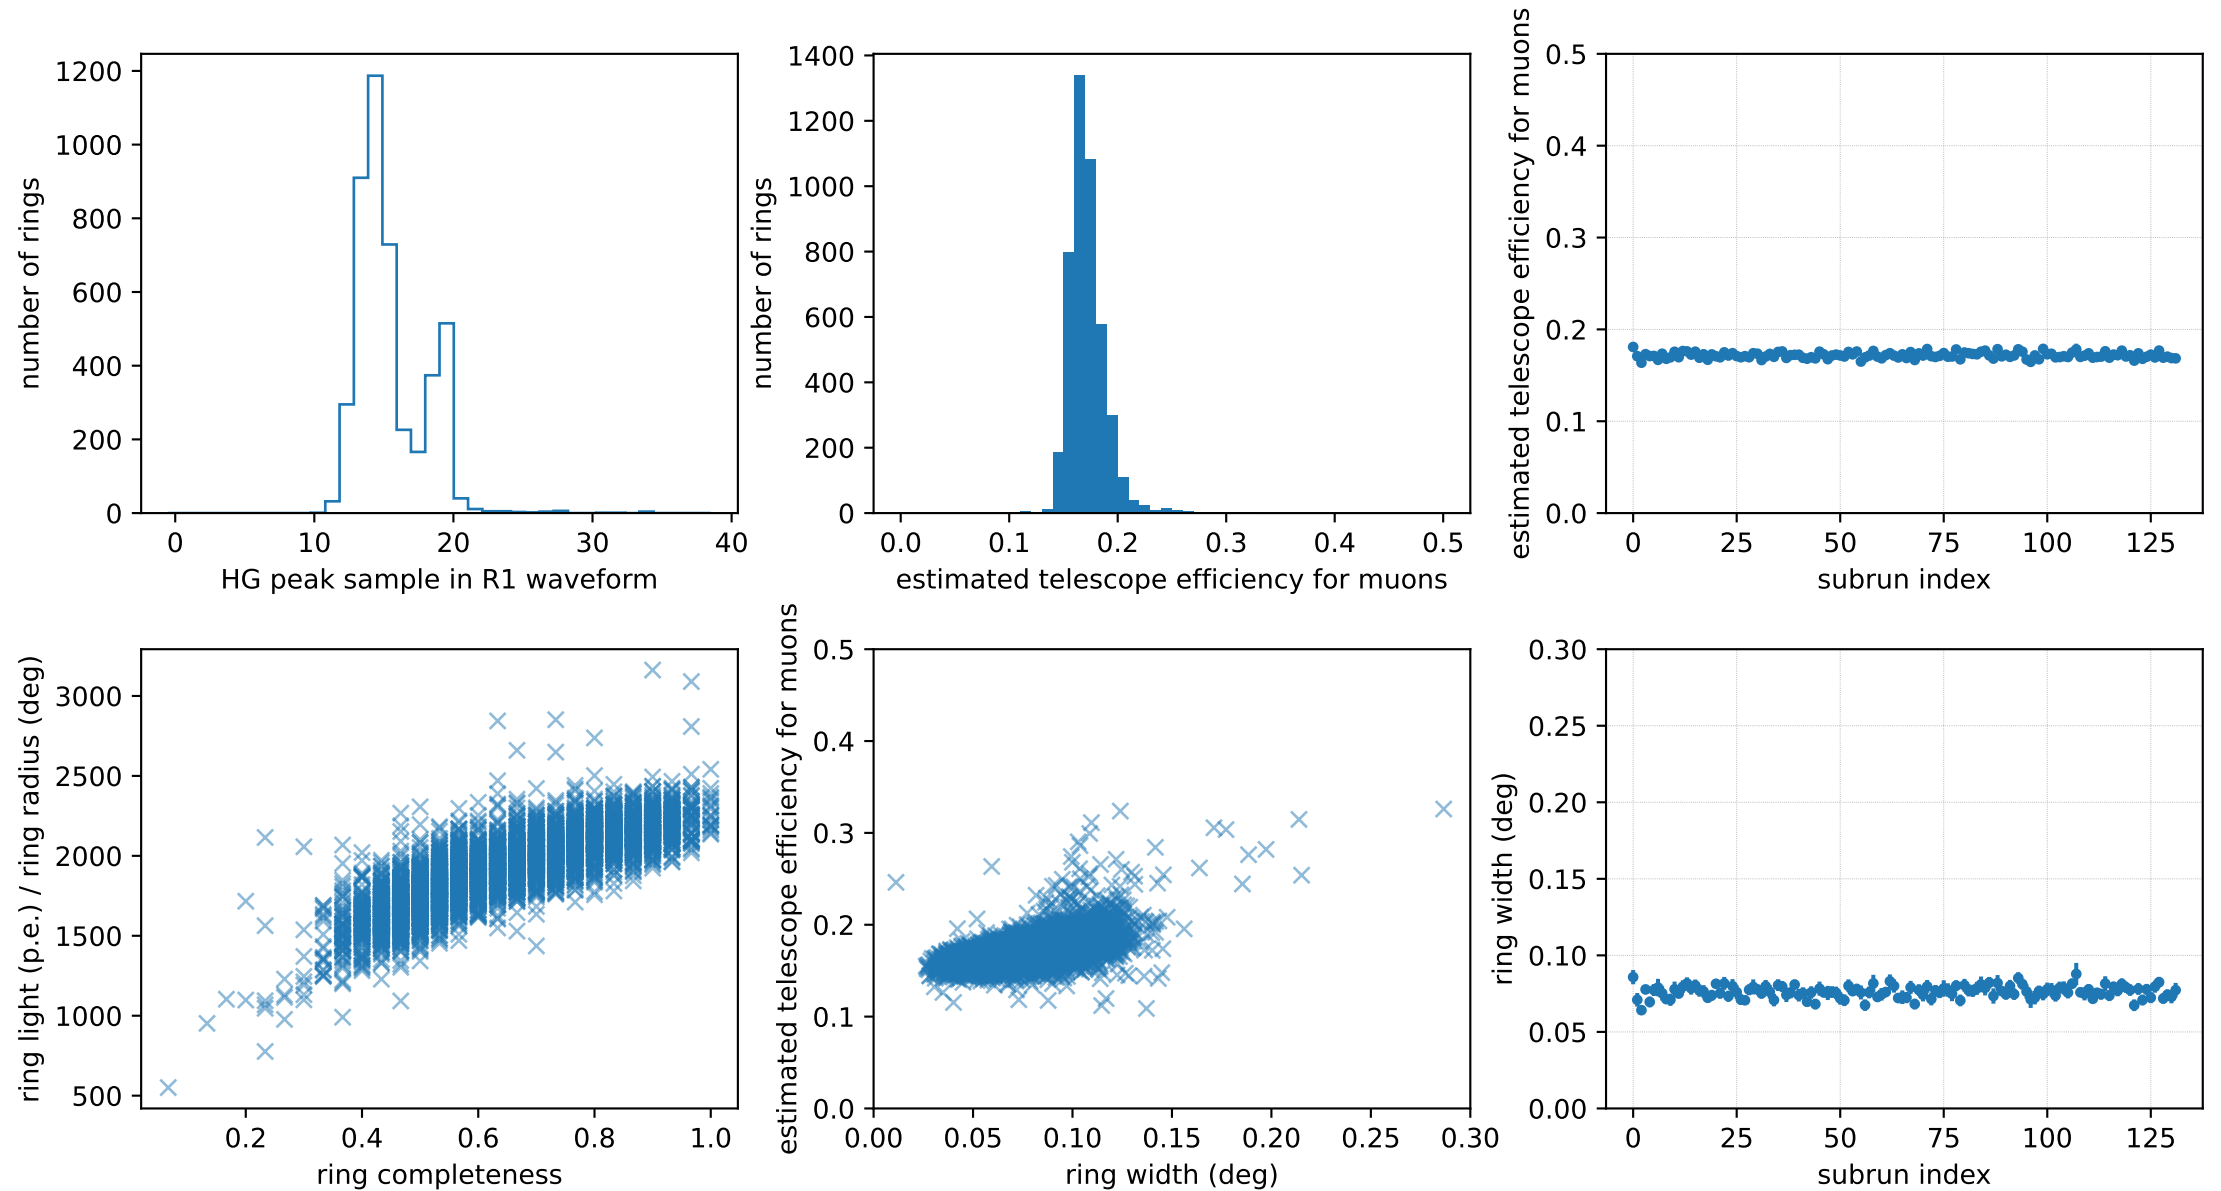 1200
1000
800
600
400
200
0
number of rings
0 10 20 30 40
HG peak sample in R1 waveform
1400
1200
1000
800
600
400
200
0
number of rings
0.0 0.1 0.2 0.3 0.4 0.5
estimated telescope efficiency for muons
0.5
0.4
0.3
0.2
0.1
0.0
estimated telescope efficiency for muons
0 25 50 75 100 125
subrun index
3000
2500
2000
1500
1000
500
ring light (p.e.) / ring radius (deg)
0.2 0.4 0.6 0.8 1.0
ring completeness
0.5
0.4
0.3
0.2
0.1
0.0
estimated telescope efficiency for muons
0.00 0.05 0.10 0.15 0.20 0.25 0.30
ring width (deg)
0.30
0.25
0.20
0.15
0.10
0.05
0.00
ring width (deg)
0 25 50 75 100 125
subrun index